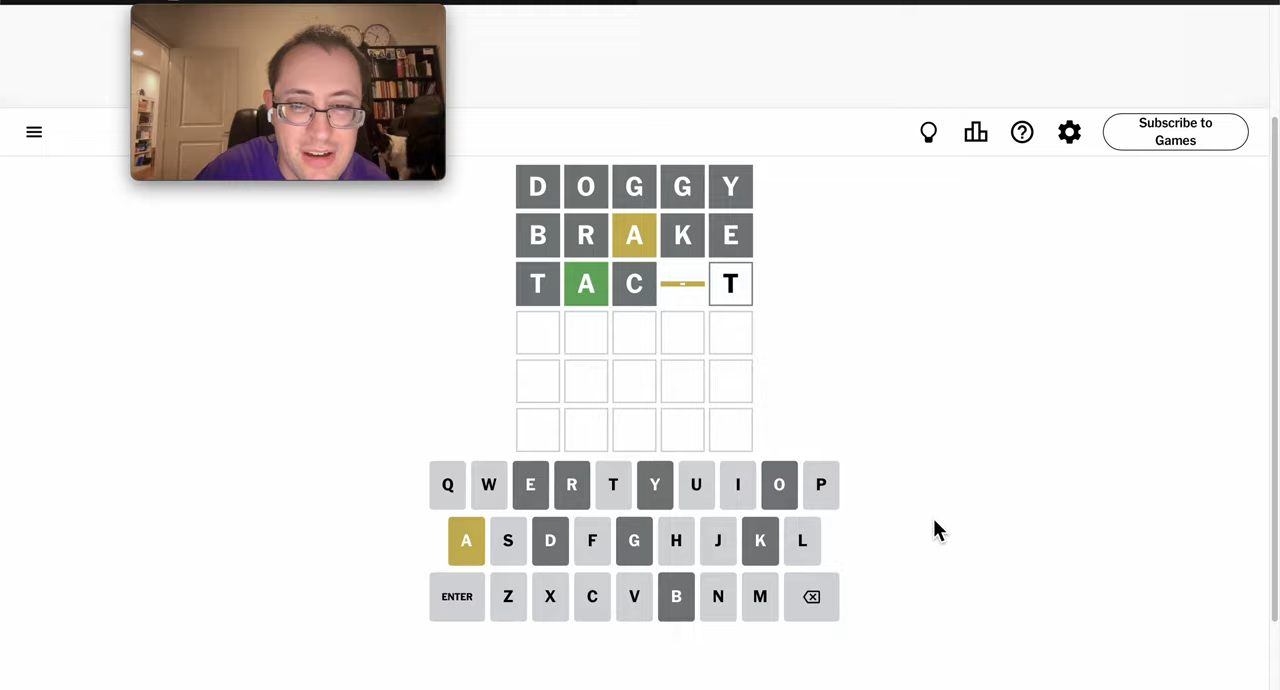 Subscribe to
Games
D O G G Y
B R A K E
T A C T
Q W E R T Y U I O P
A S D F G H J K L
ENTER Z X C V B N M